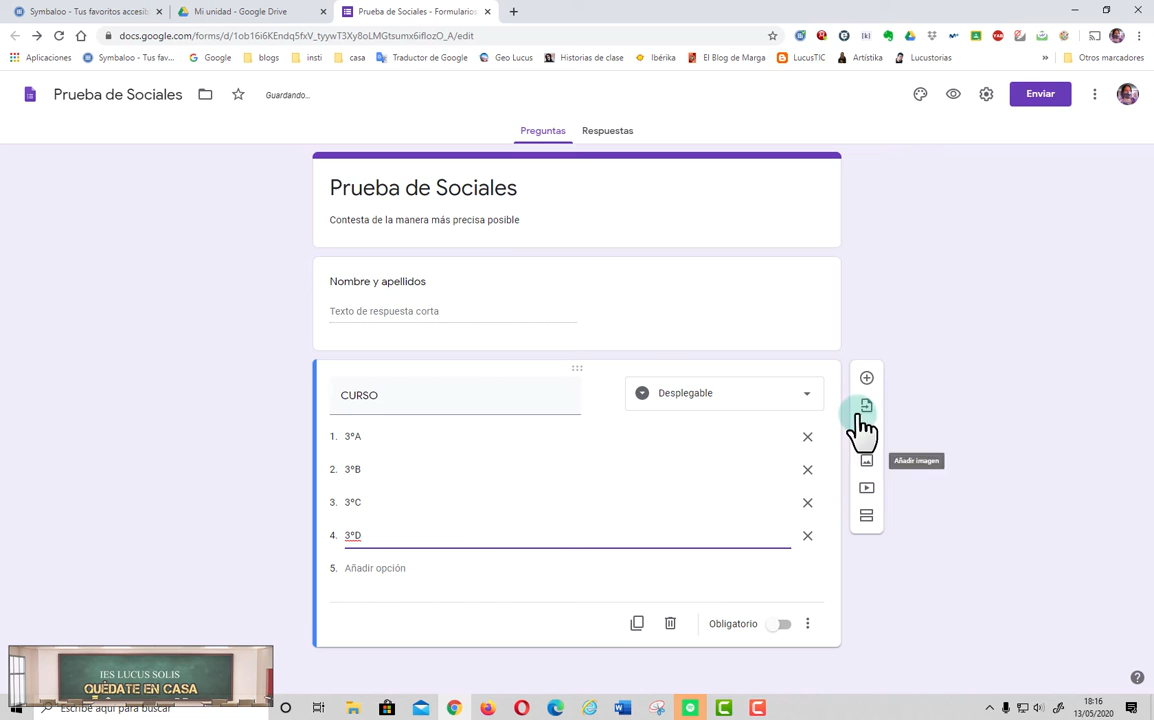 Symbaloo - Tus favoritos accesib
Mi unidad - Google Drive
Prueba de Sociales - Formularios
docs.google.com/forms/d/1ob16i6KEndq5fxV_tyywT3Xy8oLMGtsumx6iflozO_A/edit
Aplicaciones
Symbaloo - Tus fav...
Google
blogs
insti
casa
Traductor de Google
Geo Lucus
Historias de clase
Ibérika
El Blog de Marga
LucusTIC
Artístika
Lucustorias
»
Otros marcadores
Prueba de Sociales
Guardando...
Enviar
Preguntas
Respuestas
Prueba de Sociales
Contesta de la manera más precisa posible
Nombre y apellidos
Texto de respuesta corta
CURSO
Desplegable
1. 3ºA
2. 3ºB
3. 3ºC
4. 3ºD
Añadir imagen
5. Añadir opción
Obligatorio
IES LUCUS SOLIS
QUÉDATE EN CASA
Escribe aquí para buscar
18:16
13/05/2020